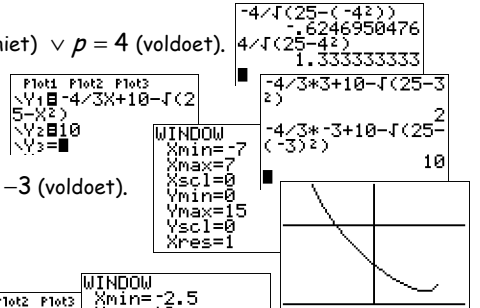 -4/√(25-(-4²))
-.6246950476
niet) ∨ p = 4 (voldoet).
4/√(25-4²)
1.333333333
Plot1 Plot2 Plot3
\Y1=-4/3X+10-√(2
5-X²)
\Y2=10
\Y3=
-4/3*3+10-√(25-3
²)
2
-4/3*-3+10-√(25-
(-3)²)
10
WINDOW
Xmin=-7
Xmax=7
Xscl=0
Ymin=0
Ymax=15
Yscl=0
Xres=1
−3 (voldoet).
Plot2 Plot3
WINDOW
Xmin=-2.5